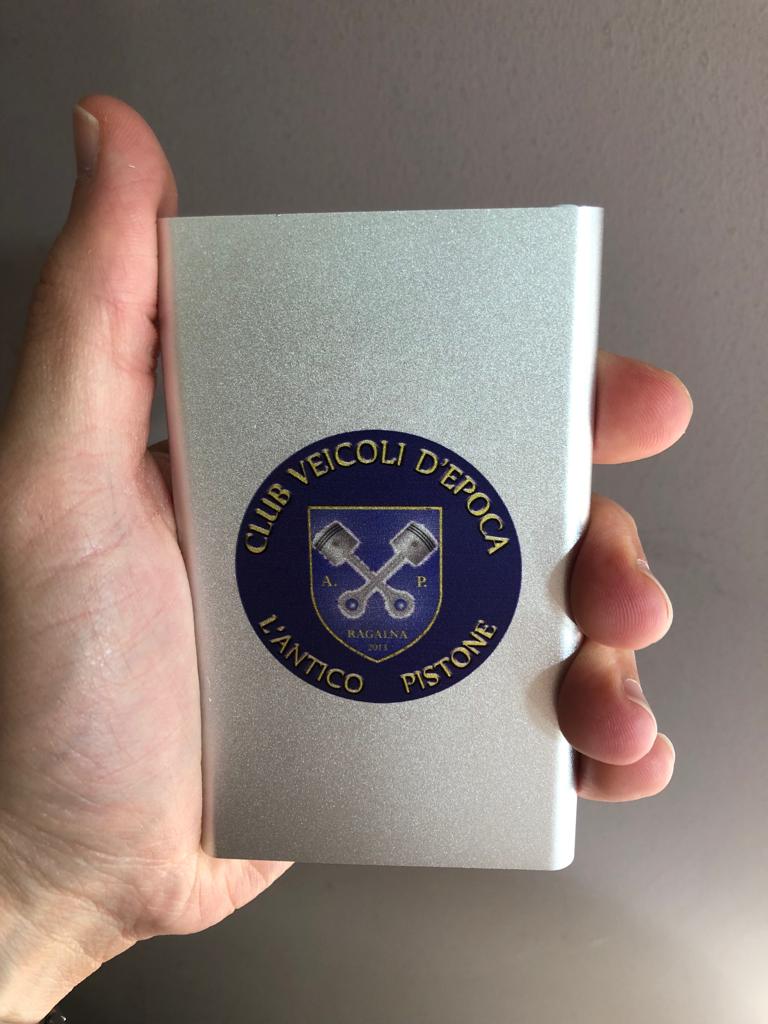 CLUB VEICOLI D'EPOCA
A. P.
RAGALNA
2013
L'ANTICO PISTONE